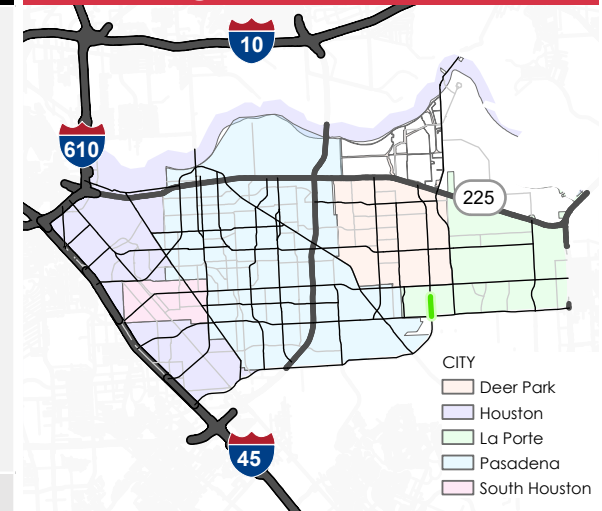 10
610
225
CITY
Deer Park
Houston
La Porte
Pasadena
South Houston
45